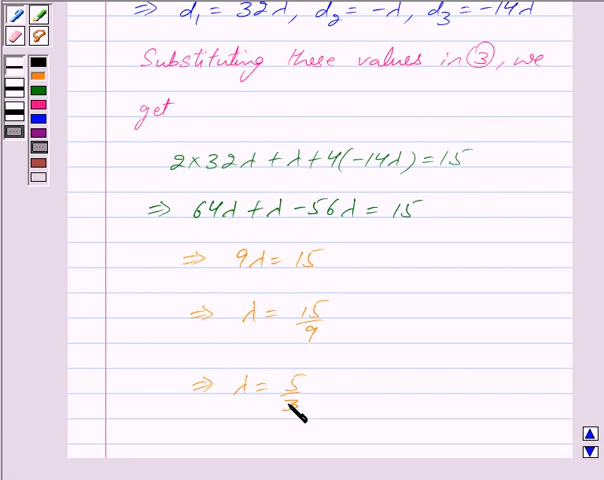 ⇒ d₁ = 32λ, d₂ = -λ, d₃ = -14λ
Substituting these values in ③, we
get
2×32λ + λ + 4(-14λ) = 15
⇒ 64λ + λ - 56λ = 15
⇒ 9λ = 15
⇒ λ = 15/9
⇒ λ = 5/3